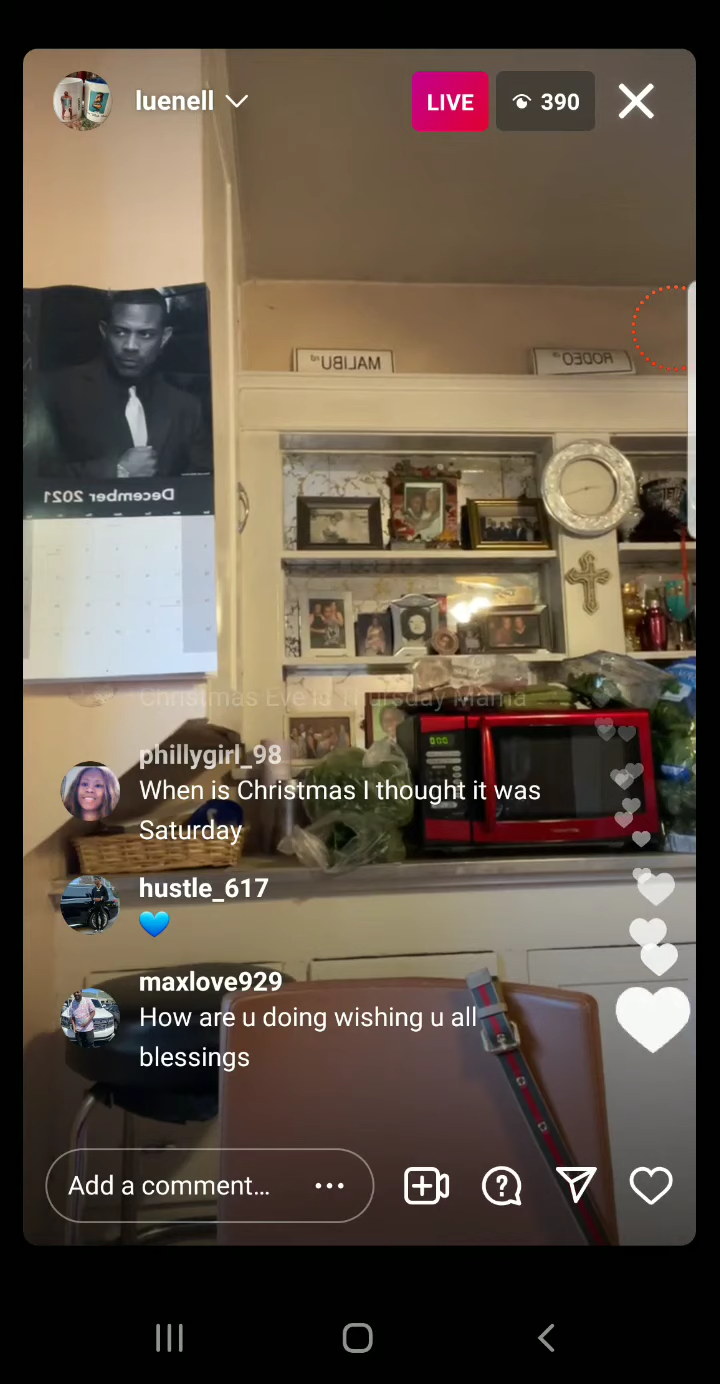 luenell
LIVE
390
MALIBU rd
RODEO
December 2021
Christmas Eve is Thursday Mama
phillygirl_98
When is Christmas I thought it was
Saturday
hustle_617
💙
maxlove929
How are u doing wishing u all
blessings
Add a comment...